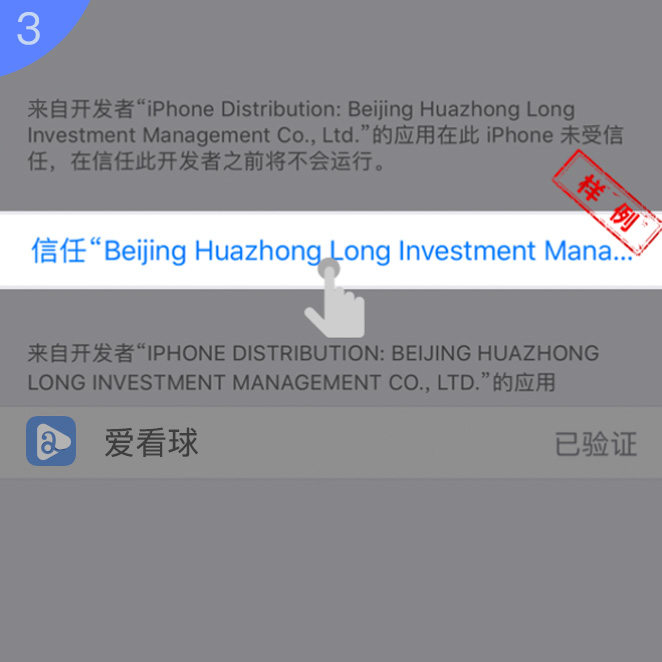 3
来自开发者“iPhone Distribution: Beijing Huazhong Long
Investment Management Co., Ltd.”的应用在此 iPhone 未受信
任，在信任此开发者之前将不会运行。
样例
信任“Beijing Huazhong Long Investment Mana...
来自开发者“IPHONE DISTRIBUTION: BEIJING HUAZHONG
LONG INVESTMENT MANAGEMENT CO., LTD.”的应用
a
爱看球
已验证